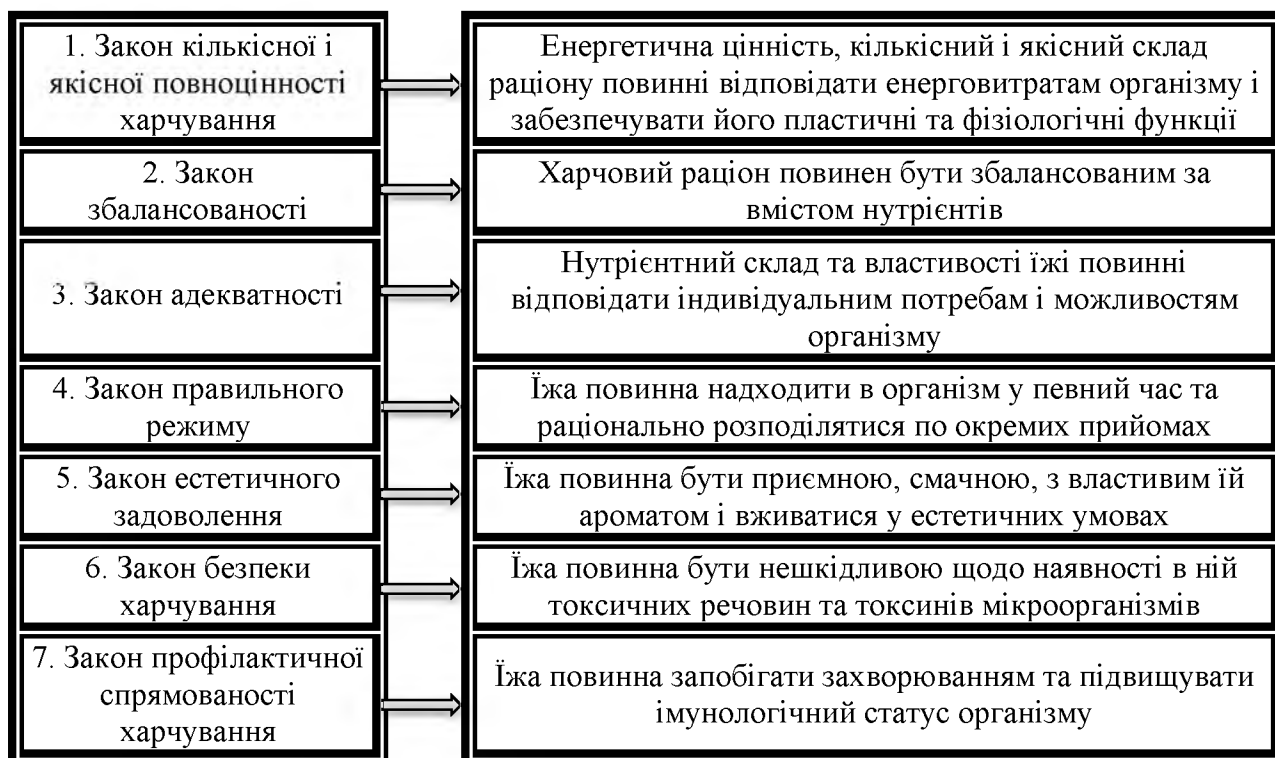 1. Закон кількісної і
якісної повноцінності
харчування
Енергетична цінність, кількісний і якісний склад
раціону повинні відповідати енерговитратам організму і
забезпечувати його пластичні та фізіологічні функції
2. Закон
збалансованості
Харчовий раціон повинен бути збалансованим за
вмістом нутрієнтів
3. Закон адекватності
Нутрієнтний склад та властивості їжі повинні
відповідати індивідуальним потребам і можливостям
організму
4. Закон правильного
режиму
Їжа повинна надходити в організм у певний час та
раціонально розподілятися по окремих прийомах
5. Закон естетичного
задоволення
Їжа повинна бути приємною, смачною, з властивим їй
ароматом і вживатися у естетичних умовах
6. Закон безпеки
харчування
Їжа повинна бути нешкідливою щодо наявності в ній
токсичних речовин та токсинів мікроорганізмів
7. Закон профілактичної
спрямованості
харчування
Їжа повинна запобігати захворюванням та підвищувати
імунологічний статус організму